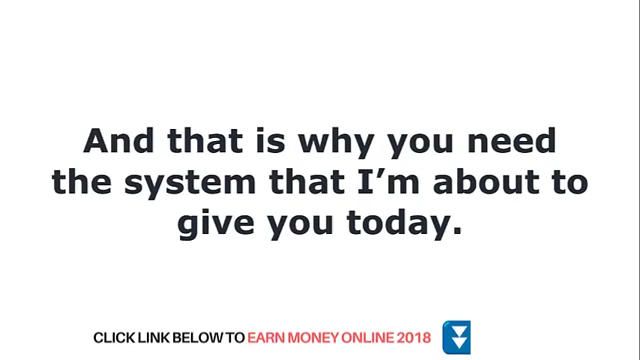 And that is why you need
the system that I’m about to
give you today.
CLICK LINK BELOW TO EARN MONEY ONLINE 2018